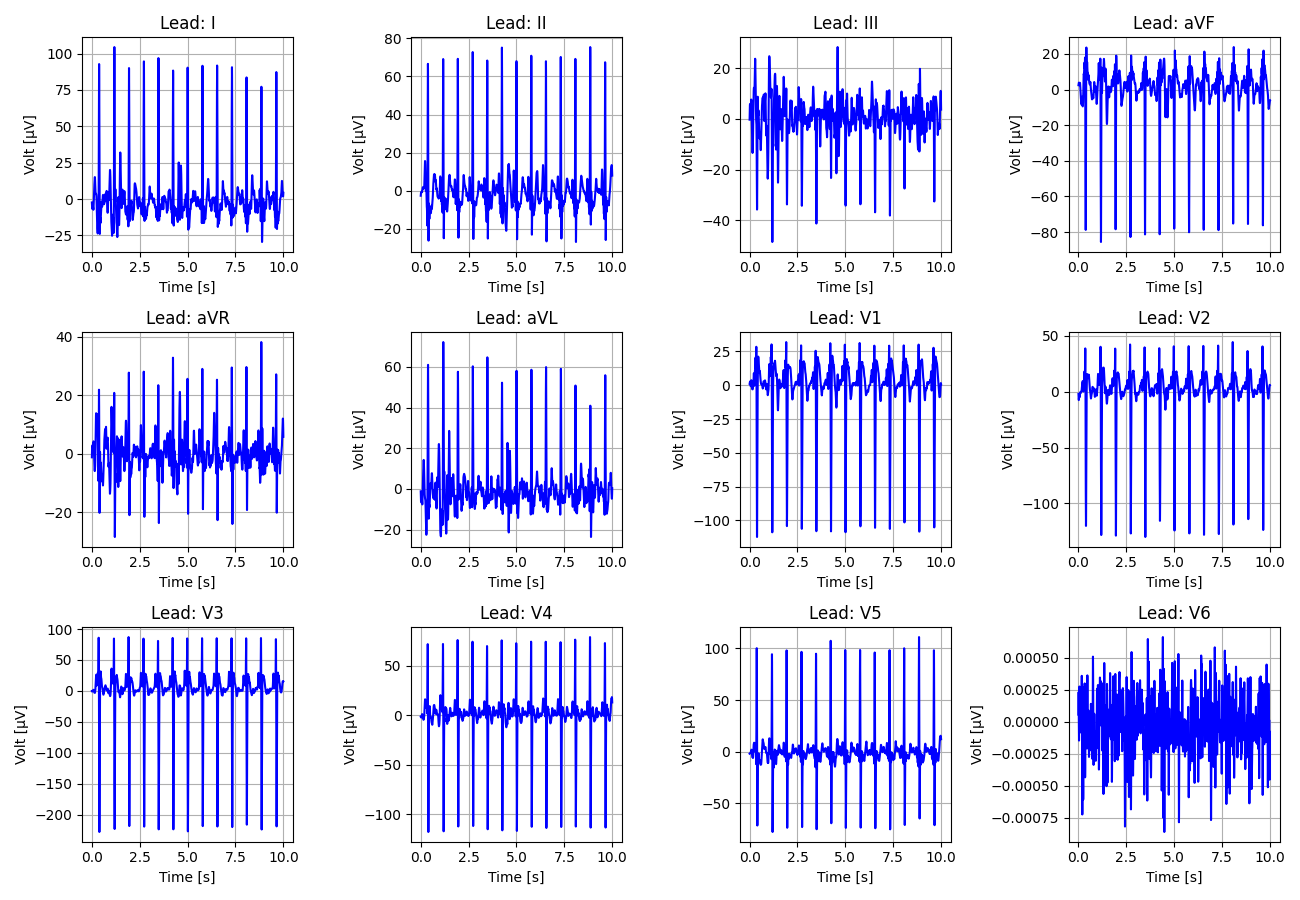 Lead: I Lead: II Lead: III Lead: aVF
Volt [µV] 100 75 50 25 0 −25
Volt [µV] 80 60 40 20 0 −20
Volt [µV] 20 0 −20 −40
Volt [µV] 20 0 −20 −40 −60 −80
0.0 2.5 5.0 7.5 10.0 0.0 2.5 5.0 7.5 10.0 0.0 2.5 5.0 7.5 10.0 0.0 2.5 5.0 7.5 10.0
Time [s] Time [s] Time [s] Time [s]
Lead: aVR Lead: aVL Lead: V1 Lead: V2
Volt [µV] 40 20 0 −20
Volt [µV] 60 40 20 0 −20
Volt [µV] 25 0 −25 −50 −75 −100
Volt [µV] 50 0 −50 −100
0.0 2.5 5.0 7.5 10.0 0.0 2.5 5.0 7.5 10.0 0.0 2.5 5.0 7.5 10.0 0.0 2.5 5.0 7.5 10.0
Time [s] Time [s] Time [s] Time [s]
Lead: V3 Lead: V4 Lead: V5 Lead: V6
Volt [µV] 100 50 0 −50 −100 −150 −200
Volt [µV] 50 0 −50 −100
Volt [µV] 100 50 0 −50
Volt [µV] 0.00050 0.00025 0.00000 −0.00025 −0.00050 −0.00075
0.0 2.5 5.0 7.5 10.0 0.0 2.5 5.0 7.5 10.0 0.0 2.5 5.0 7.5 10.0 0.0 2.5 5.0 7.5 10.0
Time [s] Time [s] Time [s] Time [s]